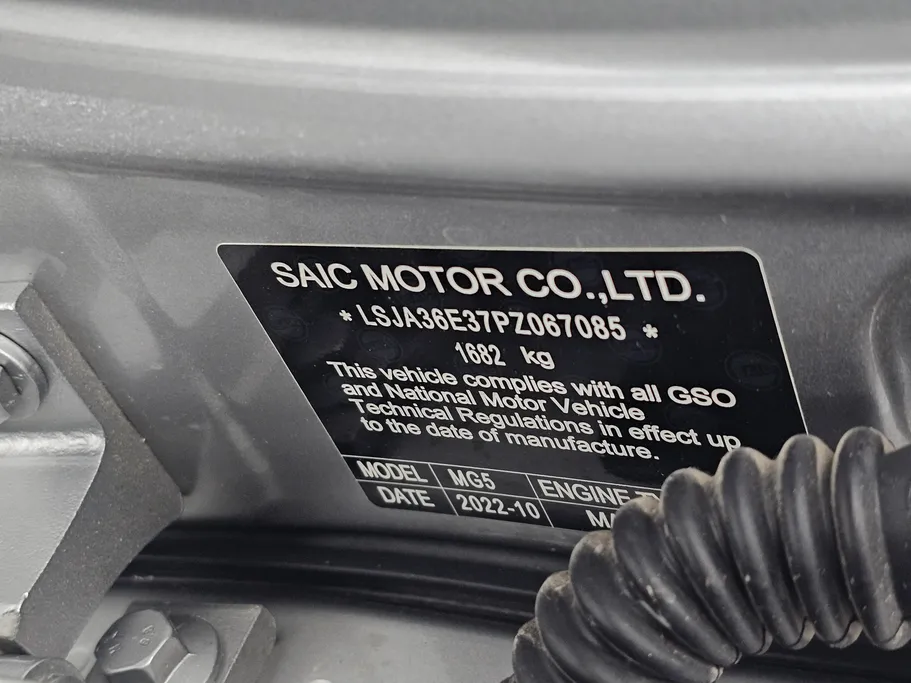 SAIC MOTOR CO.,LTD.
* LSJA36E37PZ067085 *
1682 kg
This vehicle complies with all GSO
and National Motor Vehicle
Technical Regulations in effect up
to the date of manufacture.
MODEL MG5 ENGINE
DATE 2022-10